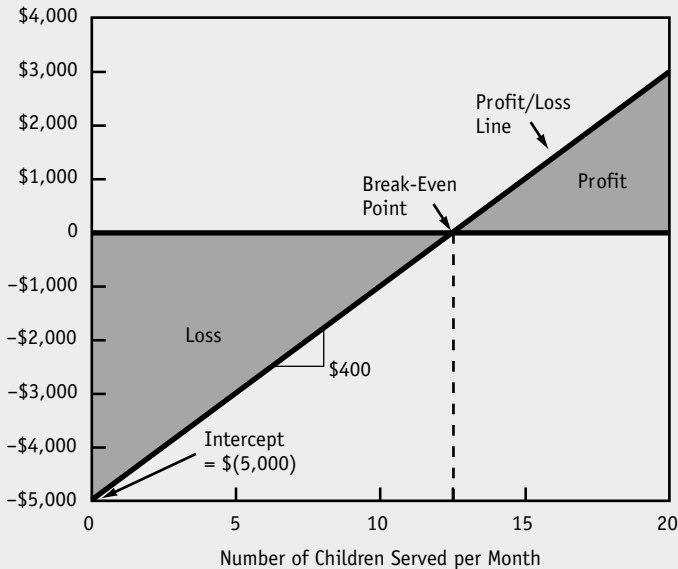 $4,000
$3,000
$2,000
$1,000
0
–$1,000
–$2,000
–$3,000
–$4,000
–$5,000
Profit/Loss
Line
Break-Even
Point
Profit
Loss
$400
Intercept
= $(5,000)
0
5
10
15
20
Number of Children Served per Month